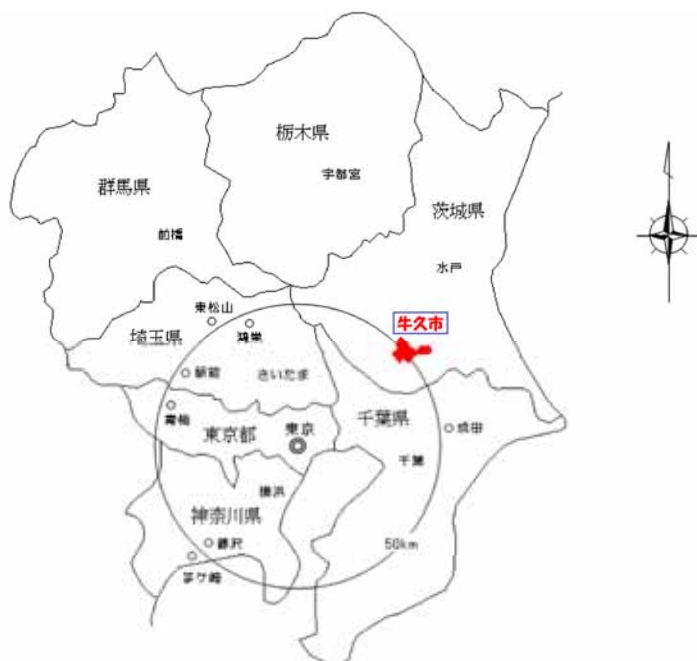 栃木県
宇都宮
群馬県
茨城県
前橋
水戸
東松山
牛久市
鴻巣
埼玉県
さいたま
青梅
千葉県
東京都
東京
成田
千葉
横浜
神奈川県
藤沢
50km
茅ケ崎